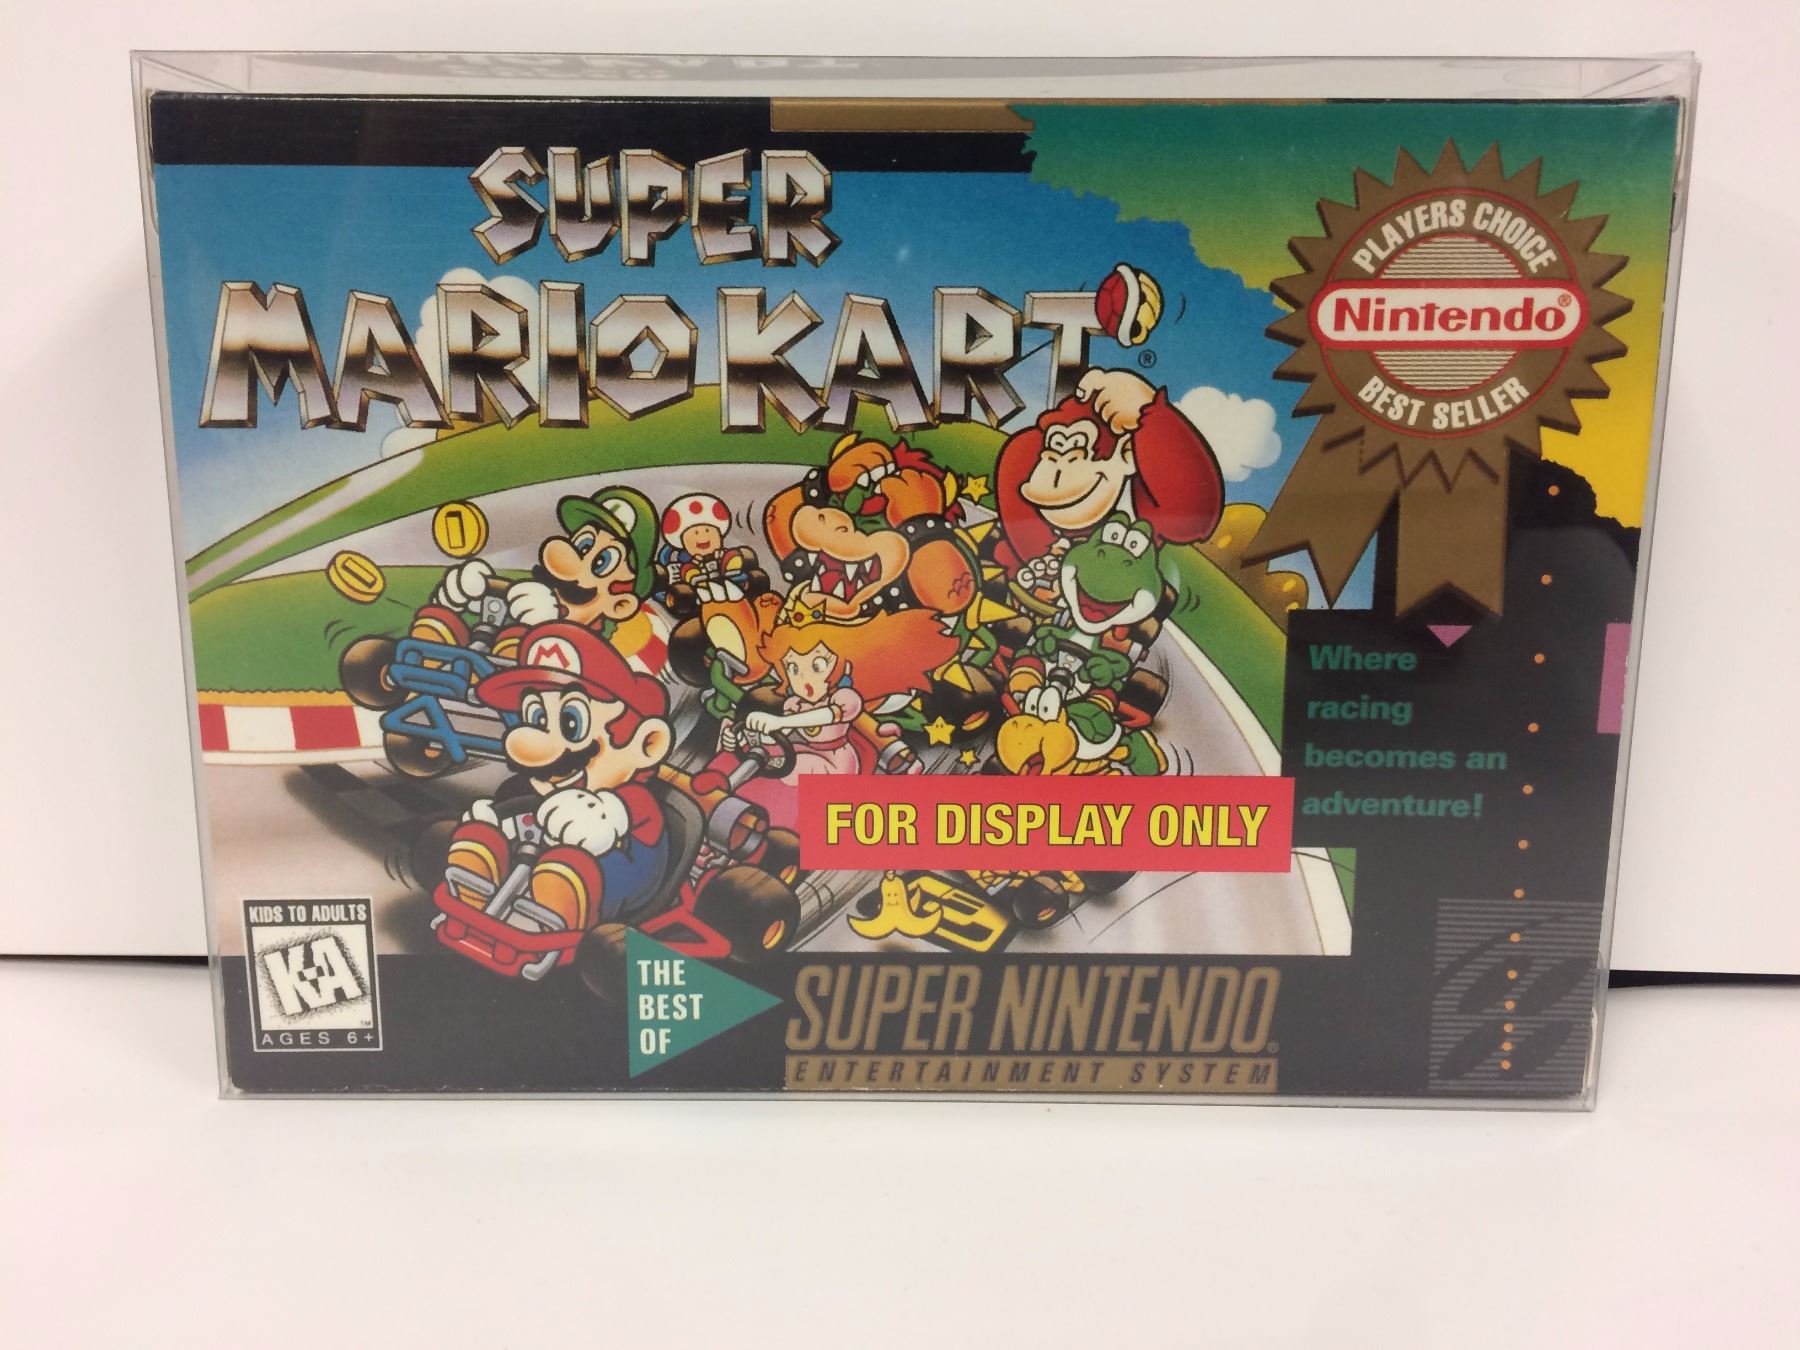 SUPER
MARIO KART
®
PLAYERS CHOICE
Nintendo®
BEST SELLER
M
Where
racing
becomes an
adventure!
FOR DISPLAY ONLY
KIDS TO ADULTS
K-A
TM
AGES 6+
THE
BEST
OF
SUPER NINTENDO®
ENTERTAINMENT SYSTEM